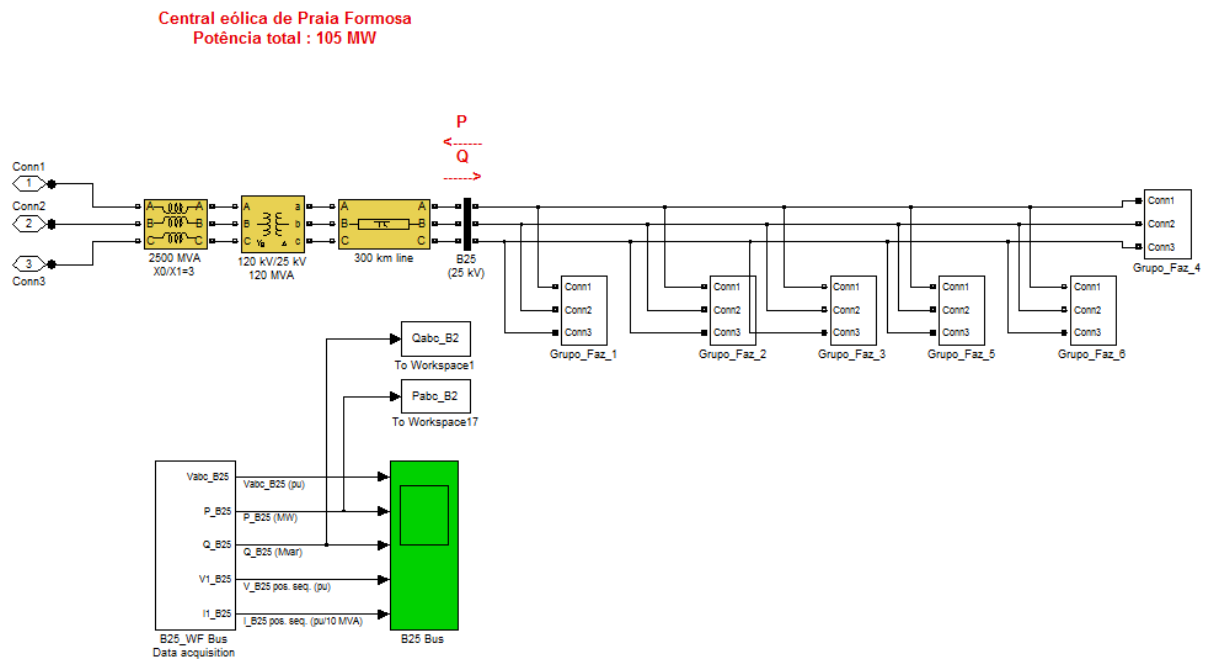 Central eólica de Praia Formosa
Potência total : 105 MW
P
Q
Conn1
1
Conn2
2
3
Conn3
A
B
C
A
B
C
2500 MVA
X0/X1=3
A
B
C
a
b
c
120 kV/25 kV
120 MVA
A
B
C
A
B
C
300 km line
B25
(25 kV)
Conn1
Conn2
Conn3
Grupo_Faz_4
Conn1
Conn2
Conn3
Grupo_Faz_1
Conn1
Conn2
Conn3
Grupo_Faz_2
Conn1
Conn2
Conn3
Grupo_Faz_3
Conn1
Conn2
Conn3
Grupo_Faz_5
Conn1
Conn2
Conn3
Grupo_Faz_6
Qabc_B2
To Workspace1
Pabc_B2
To Workspace17
Vabc_B25
P_B25
Q_B25
V1_B25
I1_B25
Vabc_B25 (pu)
P_B25 (MW)
Q_B25 (Mvar)
V_B25 pos. seq. (pu)
I_B25 pos. seq. (pu/10 MVA)
B25_WF Bus
Data acquisition
B25 Bus